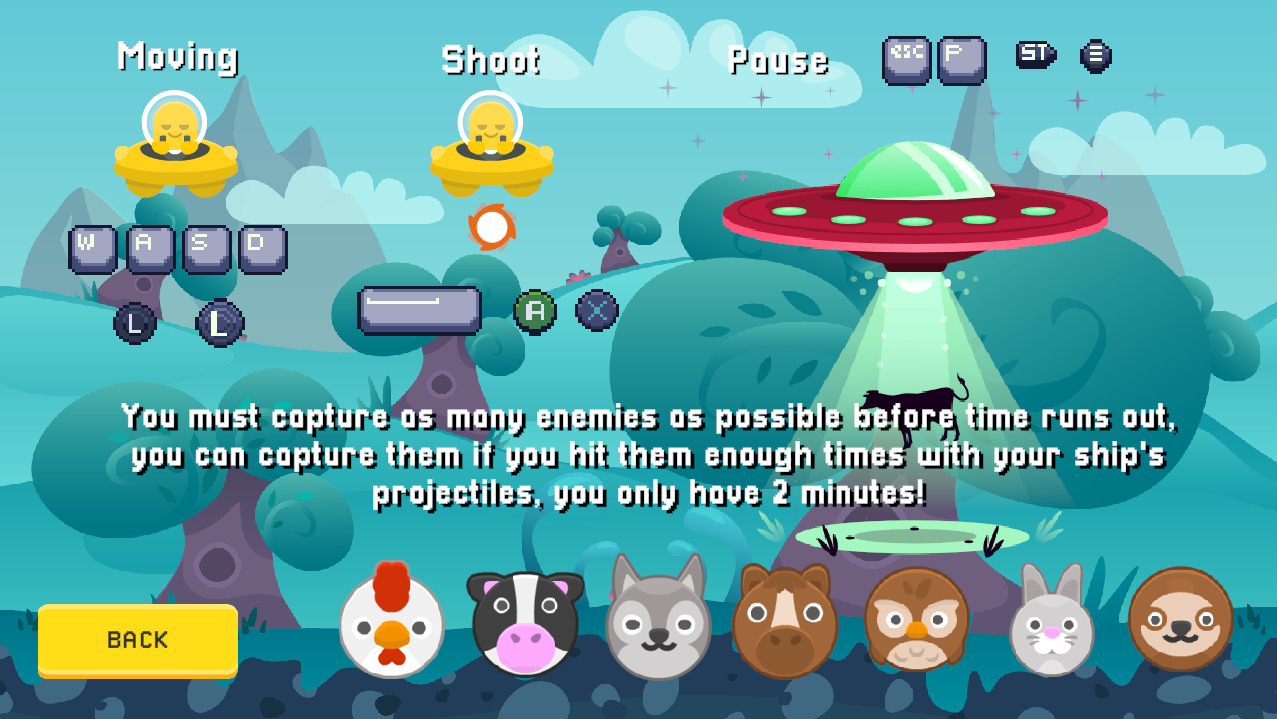 Moving
Shoot
Pause
ESC P ST
W A S D
L L
A X
You must capture as many enemies as possible before time runs out,
you can capture them if you hit them enough times with your ship's
projectiles, you only have 2 minutes!
BACK